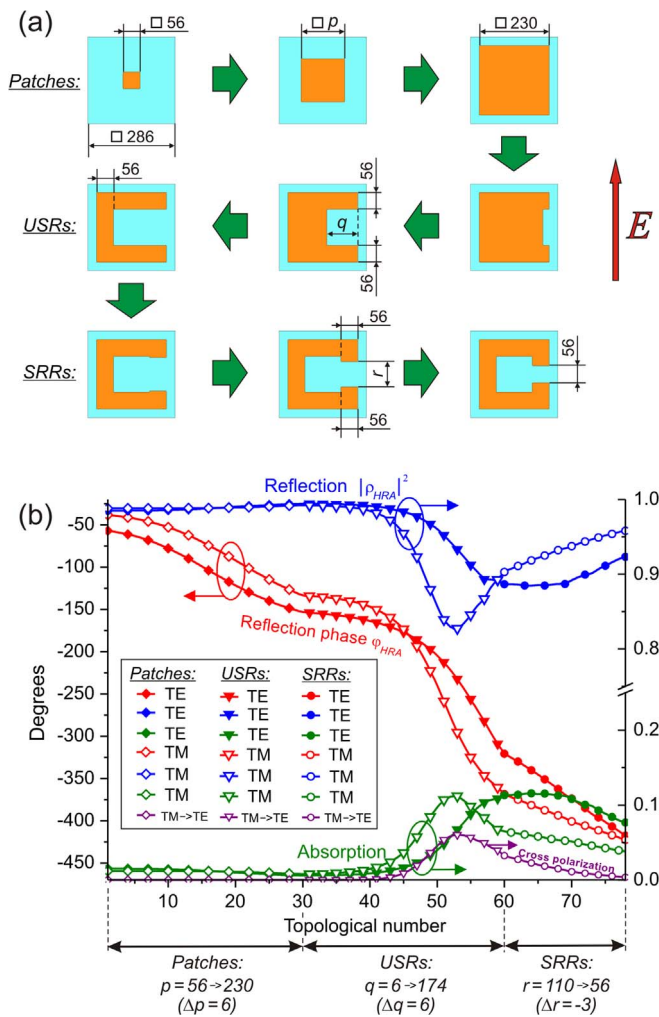 (a)
□ 56
□ p
□ 230
Patches:
□ 286
56
56
USRs:
q
E
56
56
56
SRRs:
r
56
(b)
Reflection |ρHRA|²
1.0
-50
-100
0.9
-150
Reflection phase φHRA
-200
0.8
-250
Patches: USRs: SRRs:
TE TE TE
TE TE TE
TE TE TE
TM TM TM
TM TM TM
TM TM TM
TM->TE TM->TE TM->TE
Degrees
-300
0.2
-350
0.1
-400
Absorption
Cross polarization
-450
0.0
10 20 30 40 50 60 70
Topological number
Patches: USRs: SRRs:
p = 56→230 q = 6→174 r = 110→56
(Δp = 6) (Δq = 6) (Δr = -3)